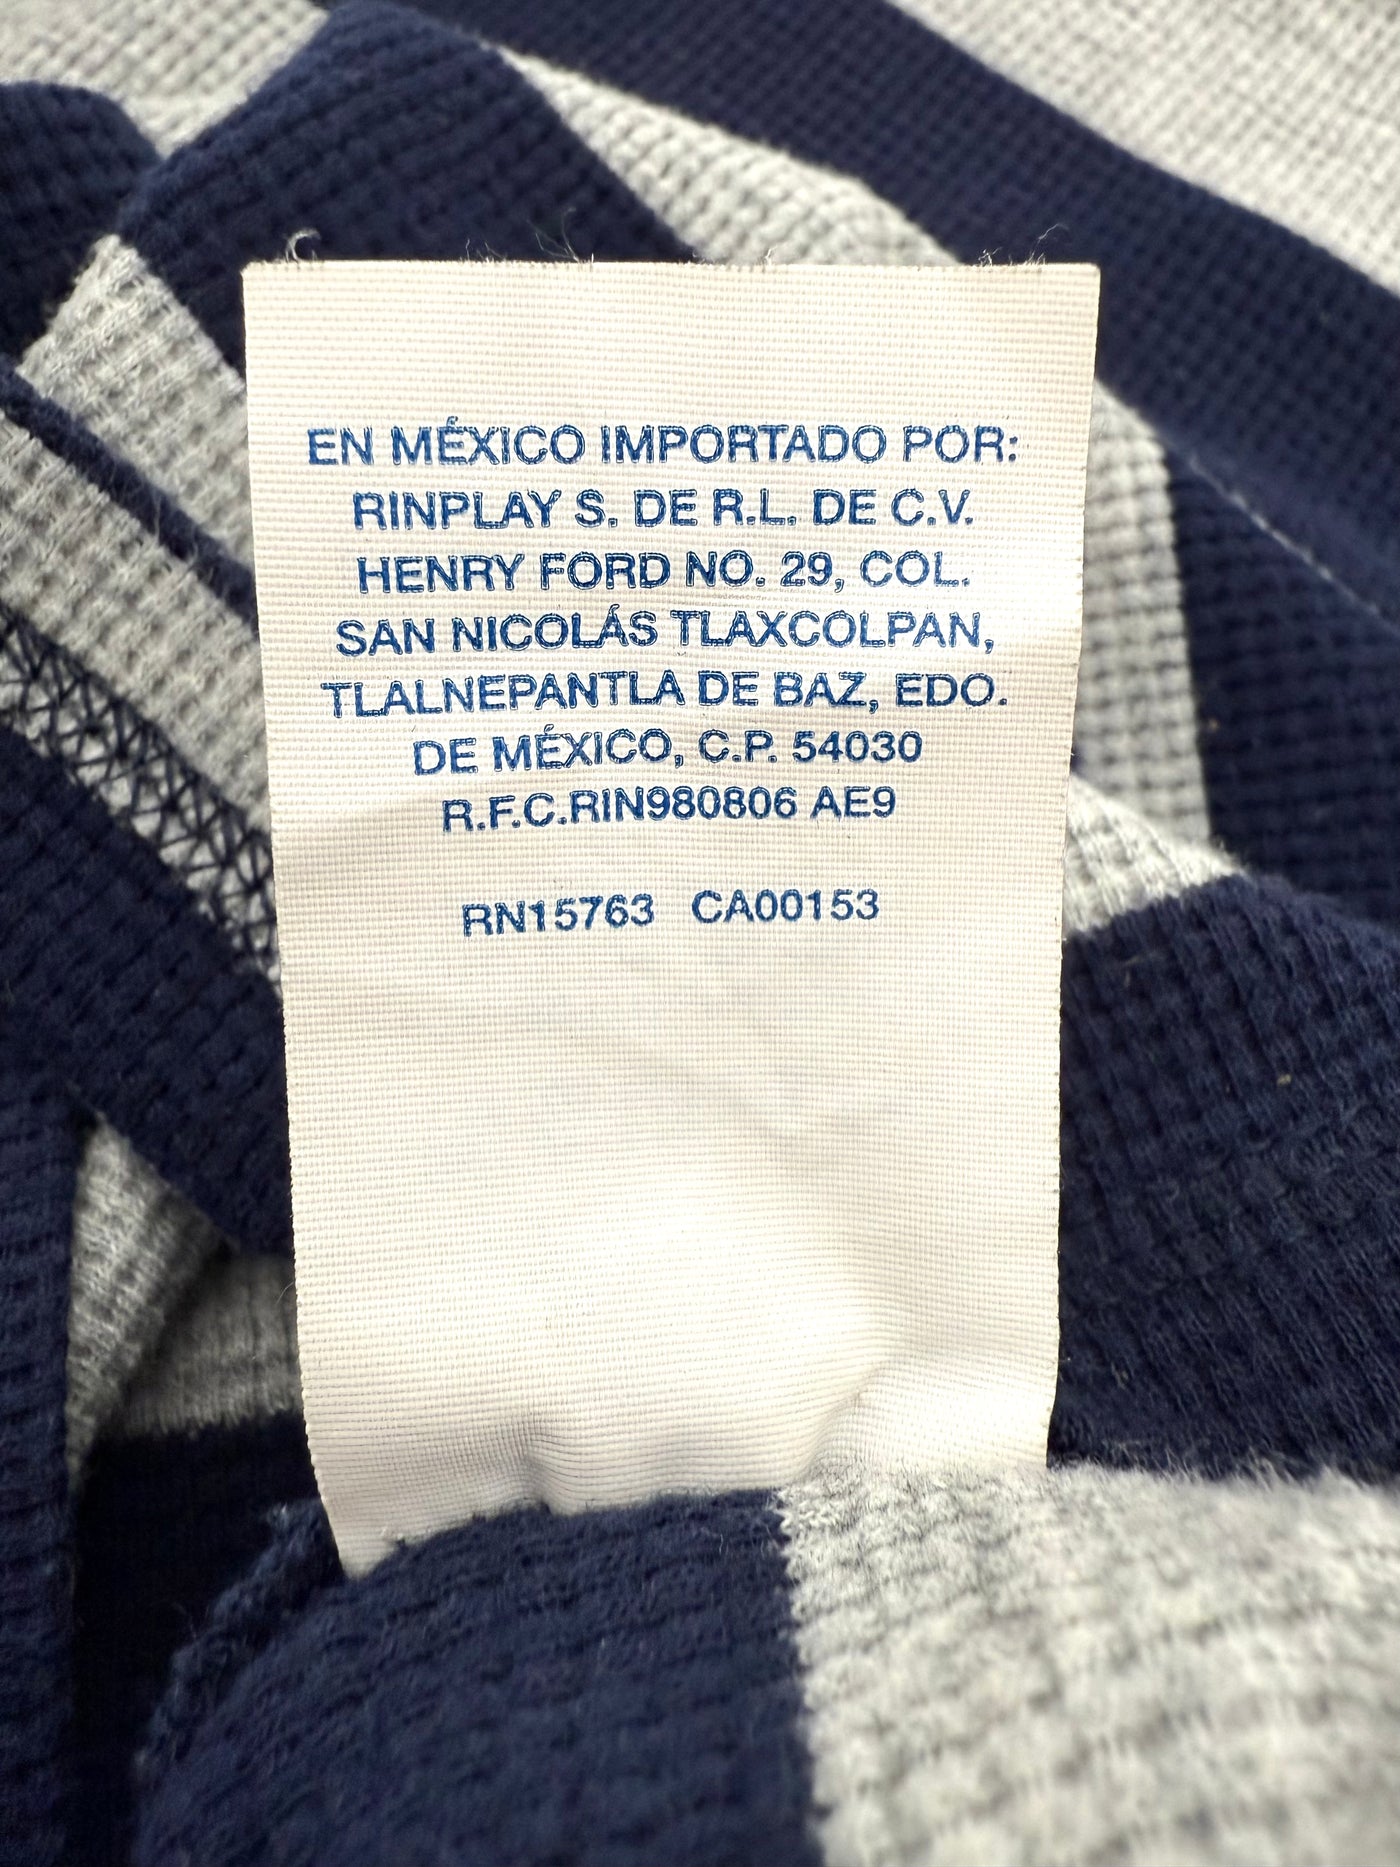 EN MÉXICO IMPORTADO POR:
RINPLAY S. DE R.L. DE C.V.
HENRY FORD NO. 29, COL.
SAN NICOLÁS TLAXCOLPAN,
TLALNEPANTLA DE BAZ, EDO.
DE MÉXICO, C.P. 54030
R.F.C.RIN980806 AE9
RN15763 CA00153